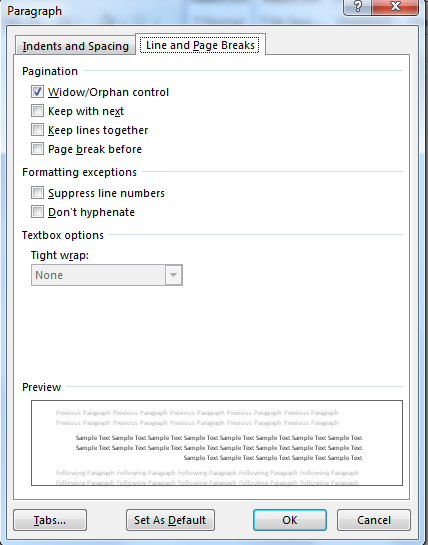 Paragraph
?
Indents and Spacing
Line and Page Breaks
Pagination
Widow/Orphan control
Keep with next
Keep lines together
Page break before
Formatting exceptions
Suppress line numbers
Don't hyphenate
Textbox options
Tight wrap:
None
Preview
Previous Paragraph Previous Paragraph Previous Paragraph Previous Paragraph Previous Paragraph
Previous Paragraph Previous Paragraph Previous Paragraph Previous Paragraph Previous Paragraph
Sample Text Sample Text Sample Text Sample Text Sample Text Sample Text Sample Text Sample Text
Sample Text Sample Text Sample Text Sample Text Sample Text Sample Text Sample Text Sample Text
Sample Text Sample Text Sample Text Sample Text Sample Text
Following Paragraph Following Paragraph Following Paragraph Following Paragraph Following Paragraph
Following Paragraph Following Paragraph Following Paragraph Following Paragraph Following Paragraph
Tabs...
Set As Default
OK
Cancel